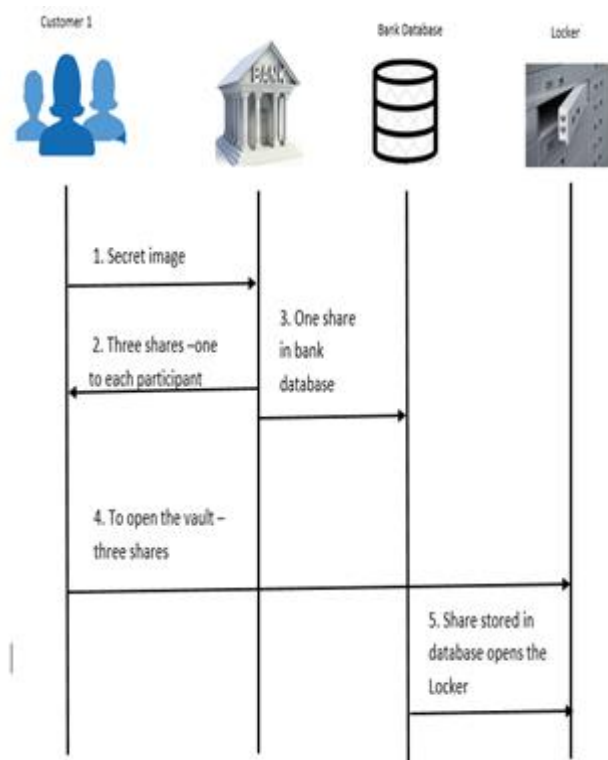 Customer 1
Bank Database
Locker
BANK
1. Secret image
2. Three shares –one
to each participant
3. One share
in bank
database
4. To open the vault –
three shares
5. Share stored in
database opens the
Locker